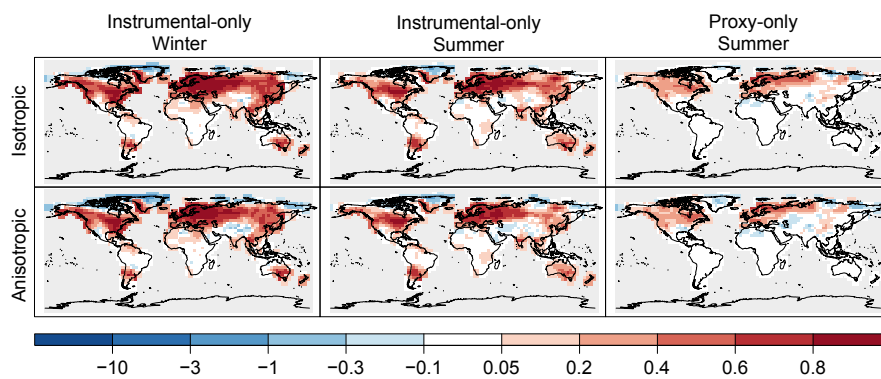 Instrumental-only Winter
Instrumental-only Summer
Proxy-only Summer
Isotropic
Anisotropic
−10 −3 −1 −0.3 −0.1 0.05 0.2 0.4 0.6 0.8